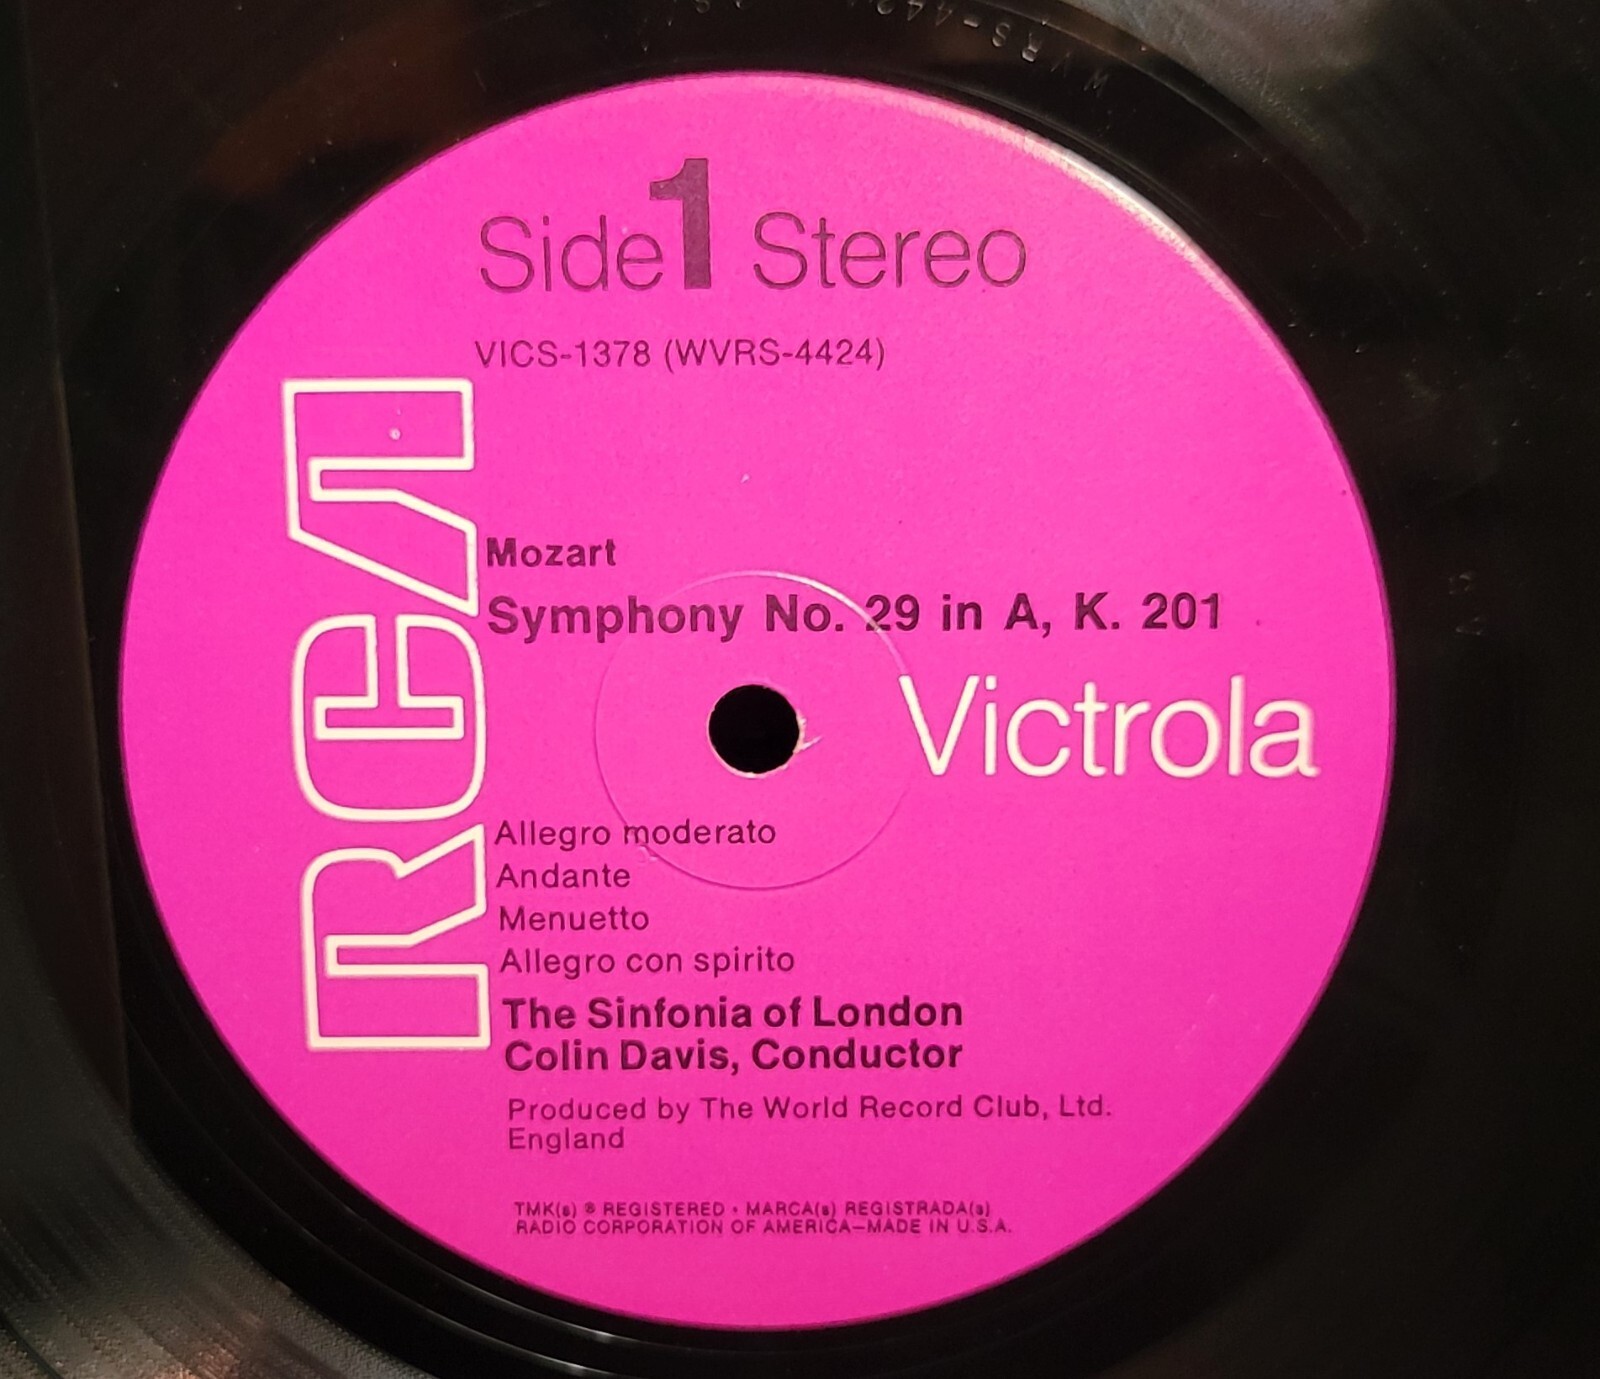 Side 1 Stereo
VICS-1378 (WVRS-4424)
RCA
Mozart
Symphony No. 29 in A, K. 201
Victrola
Allegro moderato
Andante
Menuetto
Allegro con spirito
The Sinfonia of London
Colin Davis, Conductor
Produced by The World Record Club, Ltd.
England
TMK(s) ® REGISTERED • MARCA(s) REGISTRADA(s)
RADIO CORPORATION OF AMERICA—MADE IN U.S.A.